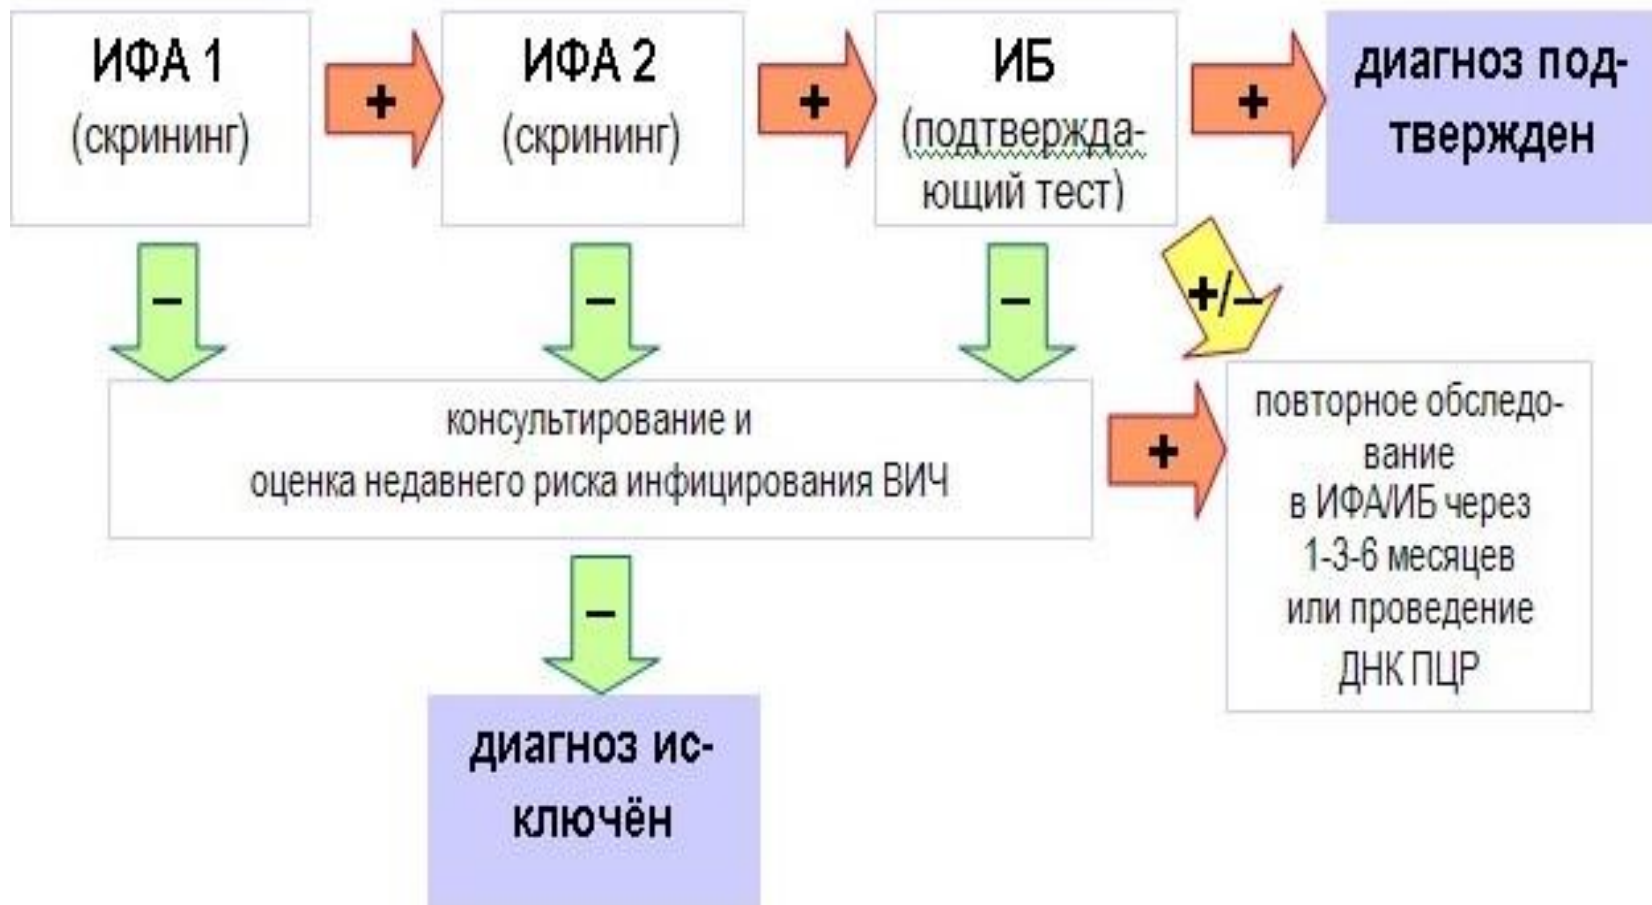 ИФА 1
(скрининг)
+
ИФА 2
(скрининг)
+
ИБ
(подтвержда-
ющий тест)
+
диагноз под-
твержден
–
–
–
+/–
консультирование и
оценка недавнего риска инфицирования ВИЧ
+
повторное обследо-
вание
в ИФА/ИБ через
1-3-6 месяцев
или проведение
ДНК ПЦР
–
диагноз ис-
ключён